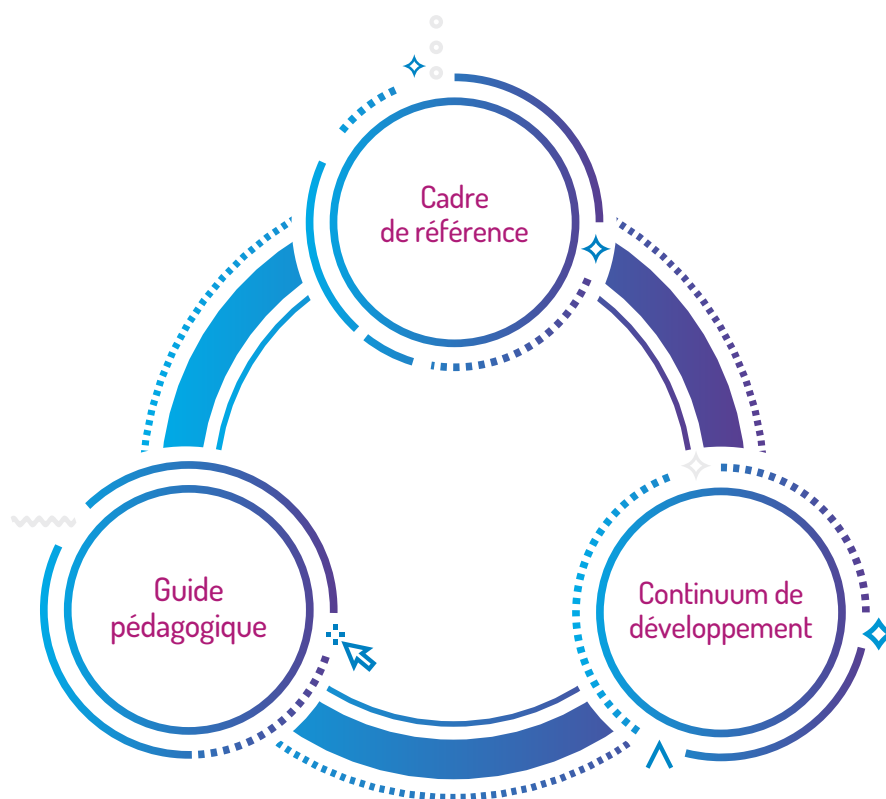 Cadre
de référence
Guide
pédagogique
Continuum de
développement